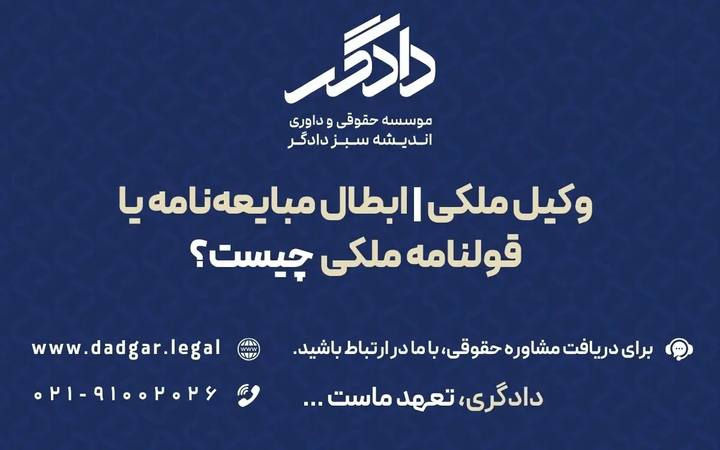 دادگر
موسسه حقوقی و داوری
اندیشه سبز دادگر
وکیل ملکی | ابطال مبایعه‌نامه یا
قولنامه ملکی چیست؟
برای دریافت مشاوره حقوقی، با ما در ارتباط باشید.
www.dadgar.legal
دادگری، تعهد ماست ...
۰۲۱-۹۱۰۰۲۰۲۶